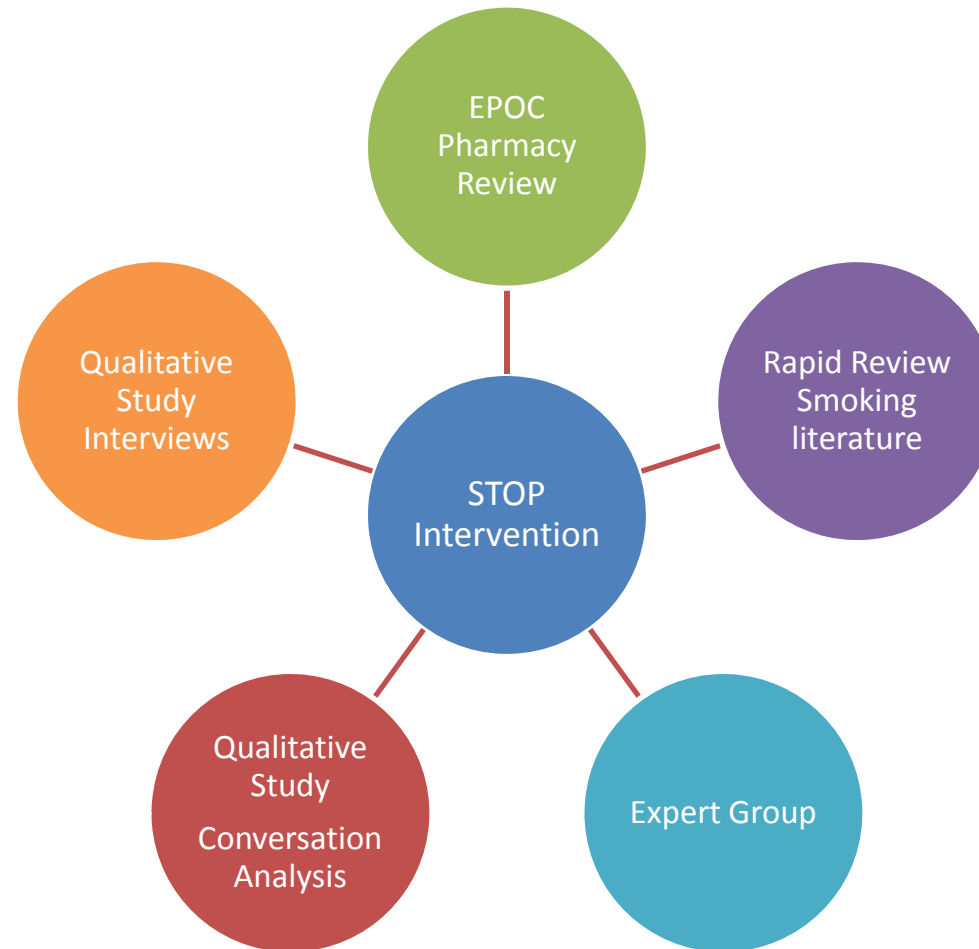 EPOC
Pharmacy
Review
Qualitative
Study
Interviews
Rapid Review
Smoking
literature
STOP
Intervention
Qualitative
Study
Conversation
Analysis
Expert Group